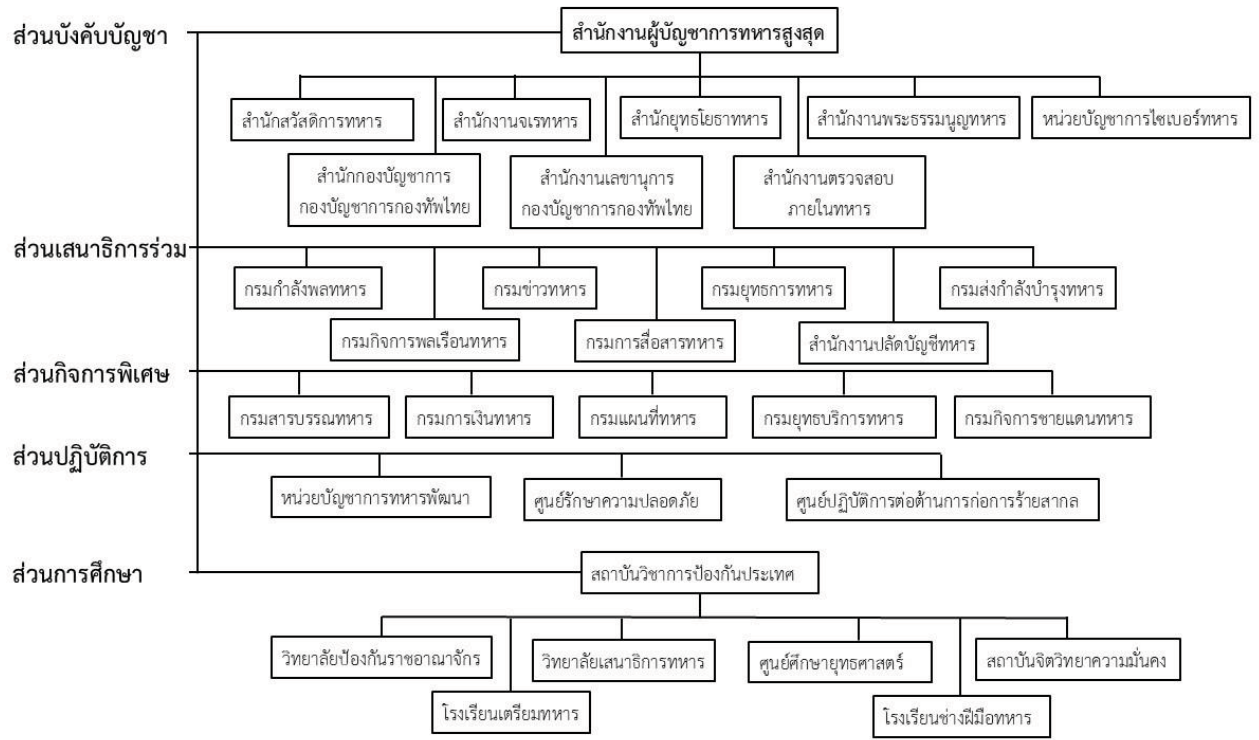 ส่วนบังคับบัญชา
สำนักงานผู้บัญชาการทหารสูงสุด
สำนักสวัสดิการทหาร
สำนักงานจเรทหาร
สำนักยุทธโยธาทหาร
สำนักงานพระธรรมนูญทหาร
หน่วยบัญชาการไซเบอร์ทหาร
สำนักกองบัญชาการ
กองบัญชาการกองทัพไทย
สำนักงานเลขานุการ
กองบัญชาการกองทัพไทย
สำนักงานตรวจสอบ
ภายในทหาร
ส่วนเสนาธิการร่วม
กรมกำลังพลทหาร
กรมข่าวทหาร
กรมยุทธการทหาร
กรมส่งกำลังบำรุงทหาร
กรมกิจการพลเรือนทหาร
กรมการสื่อสารทหาร
สำนักงานปลัดบัญชีทหาร
ส่วนกิจการพิเศษ
กรมสารบรรณทหาร
กรมการเงินทหาร
กรมแผนที่ทหาร
กรมยุทธบริการทหาร
กรมกิจการชายแดนทหาร
ส่วนปฏิบัติการ
หน่วยบัญชาการทหารพัฒนา
ศูนย์รักษาความปลอดภัย
ศูนย์ปฏิบัติการต่อต้านการก่อการร้ายสากล
ส่วนการศึกษา
สถาบันวิชาการป้องกันประเทศ
วิทยาลัยป้องกันราชอาณาจักร
วิทยาลัยเสนาธิการทหาร
ศูนย์ศึกษายุทธศาสตร์
สถาบันจิตวิทยาความมั่นคง
โรงเรียนเตรียมทหาร
โรงเรียนช่างฝีมือทหาร